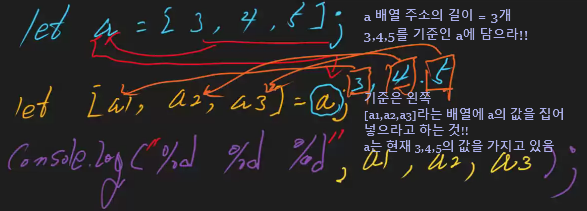 let a = [3, 4, 5];
a 배열 주소의 길이 = 3개
3,4,5를 기준인 a에 담으라!!
let [a1, a2, a3] = a; 3, 4, 5
기준은 왼쪽
[a1,a2,a3]라는 배열에 a의 값을 집어
넣으라고 하는 것!!
a는 현재 3,4,5의 값을 가지고 있음
Console.log("%d %d %d", a1, a2, a3);